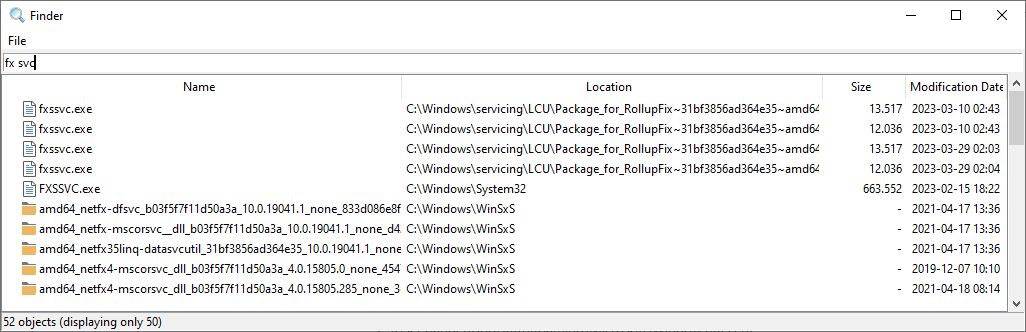 Finder
File
fx svc
Name Location Size Modification Date
fxssvc.exe C:\Windows\servicing\LCU\Package_for_RollupFix~31bf3856ad364e35~amd64 13.517 2023-03-10 02:43
fxssvc.exe C:\Windows\servicing\LCU\Package_for_RollupFix~31bf3856ad364e35~amd64 12.036 2023-03-10 02:43
fxssvc.exe C:\Windows\servicing\LCU\Package_for_RollupFix~31bf3856ad364e35~amd64 13.517 2023-03-29 02:03
fxssvc.exe C:\Windows\servicing\LCU\Package_for_RollupFix~31bf3856ad364e35~amd64 12.036 2023-03-29 02:04
FXSSVC.exe C:\Windows\System32 663.552 2023-02-15 18:22
amd64_netfx-dfsvc_b03f5f7f11d50a3a_10.0.19041.1_none_833d086e8f C:\Windows\WinSxS - 2021-04-17 13:36
amd64_netfx-mscorsvc__dll_b03f5f7f11d50a3a_10.0.19041.1_none_d4 C:\Windows\WinSxS - 2021-04-17 13:36
amd64_netfx35linq-datasvcutil_31bf3856ad364e35_10.0.19041.1_none C:\Windows\WinSxS - 2021-04-17 13:36
amd64_netfx4-mscorsvc_dll_b03f5f7f11d50a3a_4.0.15805.0_none_454 C:\Windows\WinSxS - 2019-12-07 10:10
amd64_netfx4-mscorsvc_dll_b03f5f7f11d50a3a_4.0.15805.285_none_3 C:\Windows\WinSxS - 2021-04-18 08:14
52 objects (displaying only 50)